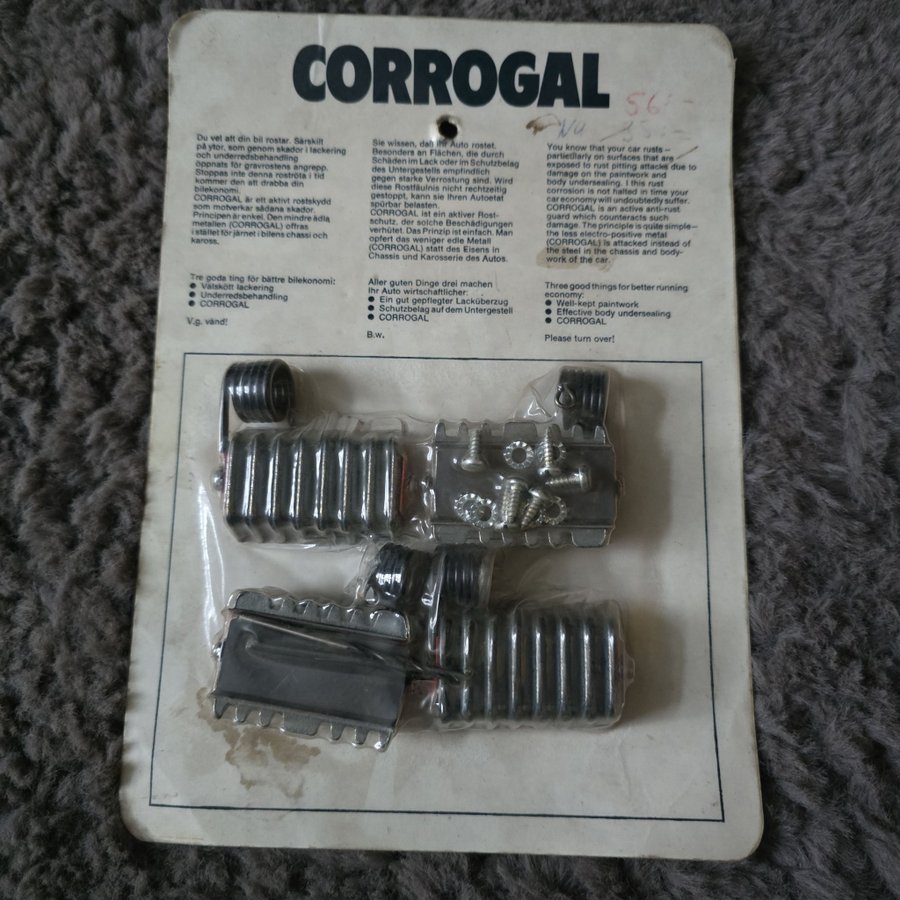 CORROGAL
56:-
Nu
Du vet att din bil rostar. Särskilt
på ytor, som genom skador i lackering
och underredsbehandling
öppnats för gravrostens angrepp.
Stoppas inte denna roströta i tid
kommer den att drabba din
bilekonomi.
CORROGAL är ett aktivt rostskydd
som motverkar sådana skador.
Principen är enkel. Den mindre ädla
metallen (CORROGAL) offras
istället för järnet i bilens chassi och
kaross.
Tre goda ting för bättre bilekonomi:
● Välskött lackering
● Underredsbehandling
● CORROGAL
V.g. vänd!
Sie wissen, daß Ihr Auto rostet.
Besonders an Flächen, die durch
Schäden im Lack oder im Schutzbelag
des Untergestells empfindlich
gegen starke Verrostung sind. Wird
diese Rostfäulnis nicht rechtzeitig
gestoppt, kann sie Ihren Autoetat
spürbar belasten.
CORROGAL ist ein aktiver Rost-
schutz, der solche Beschädigungen
verhütet. Das Prinzip ist einfach. Man
opfert das weniger edle Metall
(CORROGAL) statt des Eisens in
Chassis und Karosserie des Autos.
Aller guten Dinge drei machen
Ihr Auto wirtschaftlicher:
● Ein gut gepflegter Lacküberzug
● Schutzbelag auf dem Untergestell
● CORROGAL
B.w.
You know that your car rusts—
particularly on surfaces that are
exposed to rust pitting attacks due to
damage on the paintwork and
body undersealing. I this rust
corrosion is not halted in time your
car economy will undoubtedly suffer.
CORROGAL is an active anti-rust
guard which counteracts such
damage. The principle is quite simple—
the less electro-positive metal
(CORROGAL) is attacked instead of
the steel in the chassis and body-
work of the car.
Three good things for better running
economy:
● Well-kept paintwork
● Effective body undersealing
● CORROGAL
Please turn over!